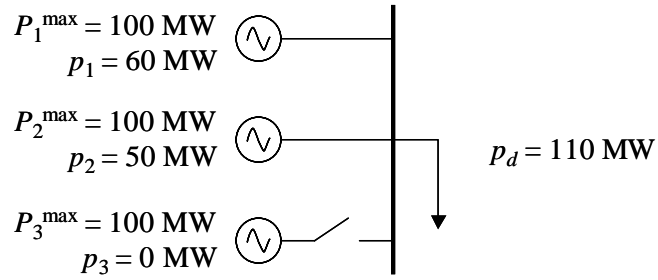 P₁ᵐᵃˣ = 100 MW
p₁ = 60 MW
P₂ᵐᵃˣ = 100 MW
p₂ = 50 MW
p_d = 110 MW
P₃ᵐᵃˣ = 100 MW
p₃ = 0 MW